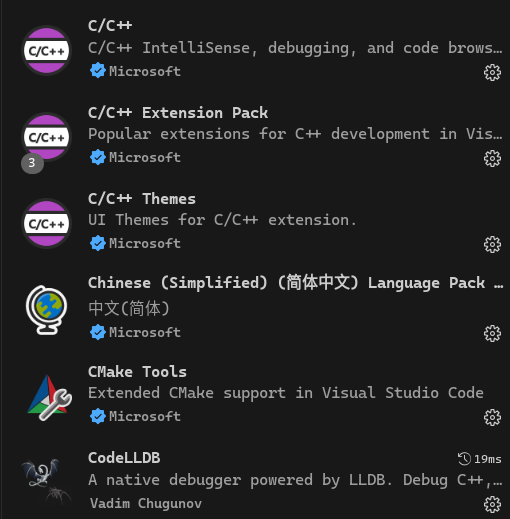 C/C++
C/C++
C/C++ IntelliSense, debugging, and code brows…
Microsoft
C/C++
3
C/C++ Extension Pack
Popular extensions for C++ development in Vis…
Microsoft
C/C++
C/C++ Themes
UI Themes for C/C++ extension.
Microsoft
Chinese (Simplified) (简体中文) Language Pack …
中文(简体)
Microsoft
CMake Tools
Extended CMake support in Visual Studio Code
Microsoft
CodeLLDB
19ms
A native debugger powered by LLDB. Debug C++,…
Vadim Chugunov